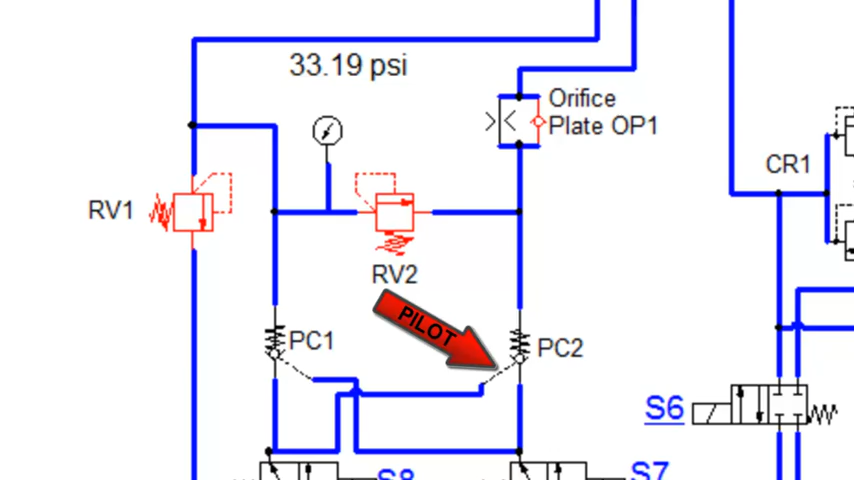 33.19 psi
Orifice
Plate OP1
CR1
RV1
RV2
PILOT
PC1
PC2
S6
S8
S7